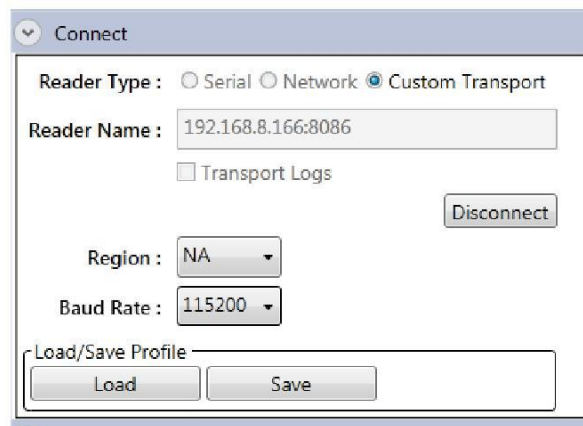 Connect
Reader Type : Serial Network Custom Transport
Reader Name : 192.168.8.166:8086
Transport Logs
Disconnect
Region : NA
Baud Rate : 115200
Load/Save Profile
Load Save